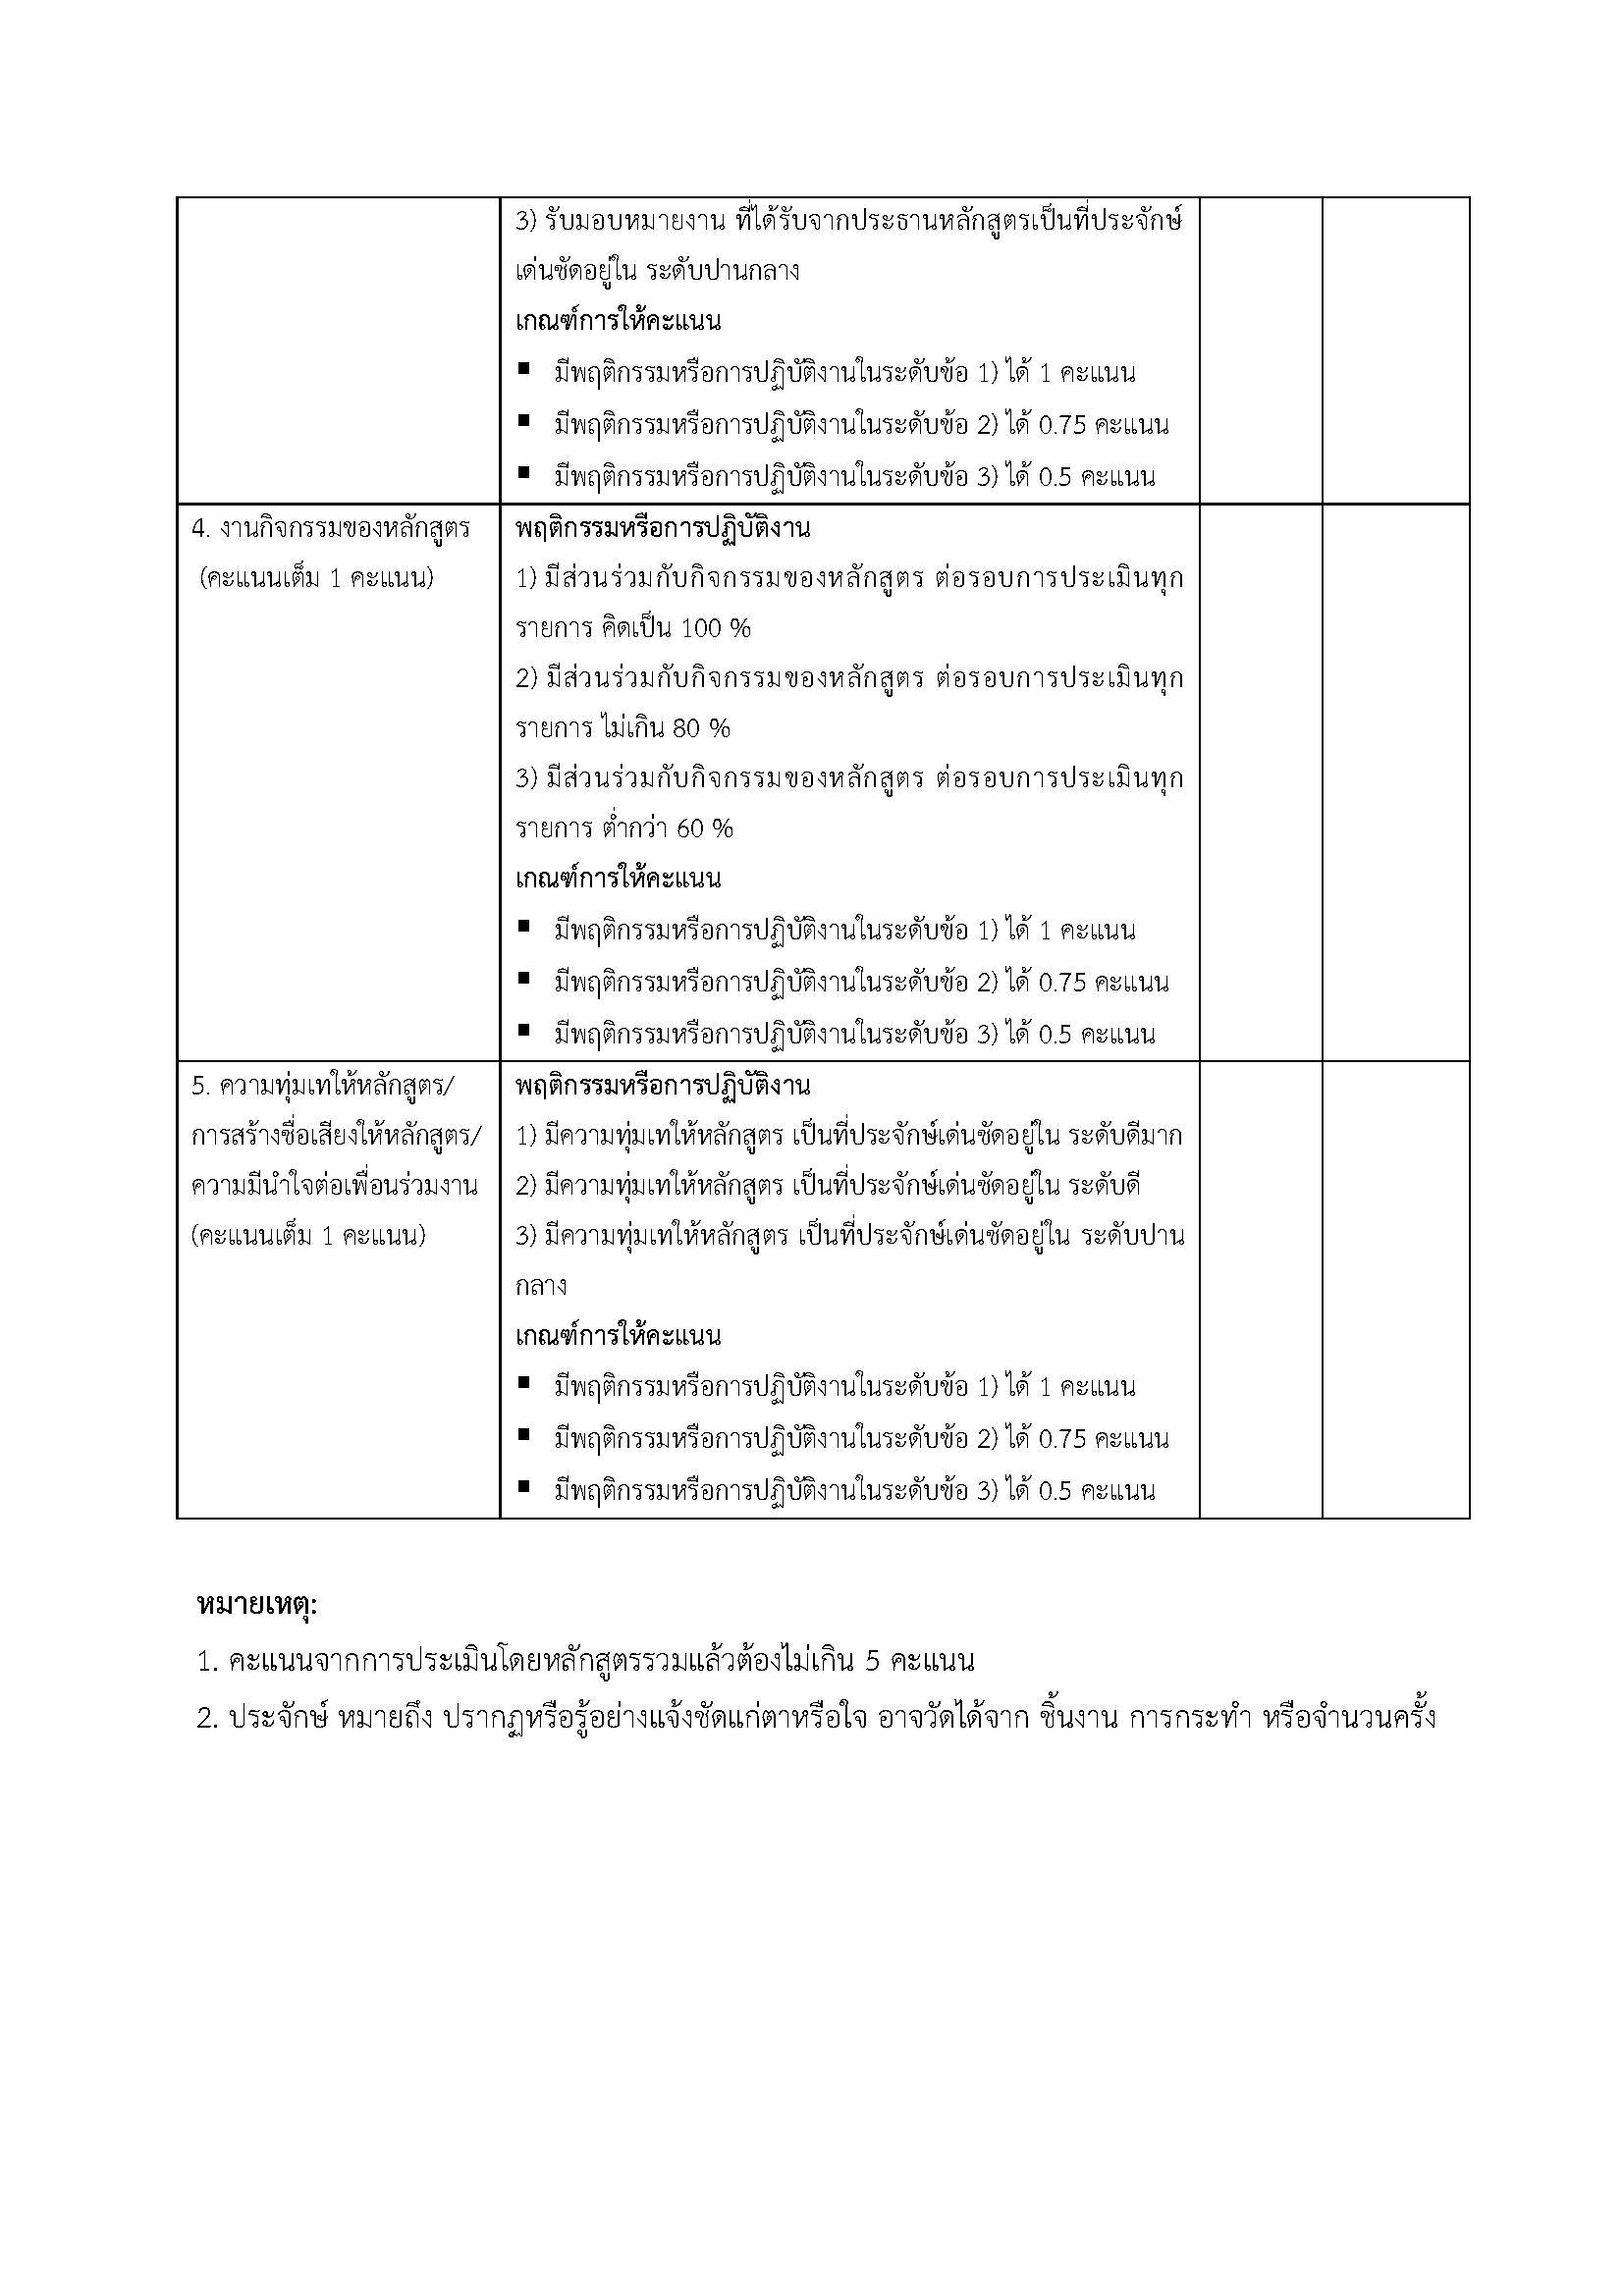 3) รับมอบหมายงาน ที่ได้รับจากประธานหลักสูตรเป็นที่ประจักษ์
เด่นชัดอยู่ใน ระดับปานกลาง
เกณฑ์การให้คะแนน
▪ มีพฤติกรรมหรือการปฏิบัติงานในระดับข้อ 1) ได้ 1 คะแนน
▪ มีพฤติกรรมหรือการปฏิบัติงานในระดับข้อ 2) ได้ 0.75 คะแนน
▪ มีพฤติกรรมหรือการปฏิบัติงานในระดับข้อ 3) ได้ 0.5 คะแนน
4. งานกิจกรรมของหลักสูตร
(คะแนนเต็ม 1 คะแนน)
พฤติกรรมหรือการปฏิบัติงาน
1) มีส่วนร่วมกับกิจกรรมของหลักสูตร ต่อรอบการประเมินทุก
รายการ คิดเป็น 100 %
2) มีส่วนร่วมกับกิจกรรมของหลักสูตร ต่อรอบการประเมินทุก
รายการ ไม่เกิน 80 %
3) มีส่วนร่วมกับกิจกรรมของหลักสูตร ต่อรอบการประเมินทุก
รายการ ต่ำกว่า 60 %
เกณฑ์การให้คะแนน
▪ มีพฤติกรรมหรือการปฏิบัติงานในระดับข้อ 1) ได้ 1 คะแนน
▪ มีพฤติกรรมหรือการปฏิบัติงานในระดับข้อ 2) ได้ 0.75 คะแนน
▪ มีพฤติกรรมหรือการปฏิบัติงานในระดับข้อ 3) ได้ 0.5 คะแนน
5. ความทุ่มเทให้หลักสูตร/
การสร้างชื่อเสียงให้หลักสูตร/
ความมีนำใจต่อเพื่อนร่วมงาน
(คะแนนเต็ม 1 คะแนน)
พฤติกรรมหรือการปฏิบัติงาน
1) มีความทุ่มเทให้หลักสูตร เป็นที่ประจักษ์เด่นชัดอยู่ใน ระดับดีมาก
2) มีความทุ่มเทให้หลักสูตร เป็นที่ประจักษ์เด่นชัดอยู่ใน ระดับดี
3) มีความทุ่มเทให้หลักสูตร เป็นที่ประจักษ์เด่นชัดอยู่ใน ระดับปาน
กลาง
เกณฑ์การให้คะแนน
▪ มีพฤติกรรมหรือการปฏิบัติงานในระดับข้อ 1) ได้ 1 คะแนน
▪ มีพฤติกรรมหรือการปฏิบัติงานในระดับข้อ 2) ได้ 0.75 คะแนน
▪ มีพฤติกรรมหรือการปฏิบัติงานในระดับข้อ 3) ได้ 0.5 คะแนน
หมายเหตุ:
1. คะแนนจากการประเมินโดยหลักสูตรรวมแล้วต้องไม่เกิน 5 คะแนน
2. ประจักษ์ หมายถึง ปรากฏหรือรู้อย่างแจ้งชัดแก่ตาหรือใจ อาจวัดได้จาก ชิ้นงาน การกระทำ หรือจำนวนครั้ง